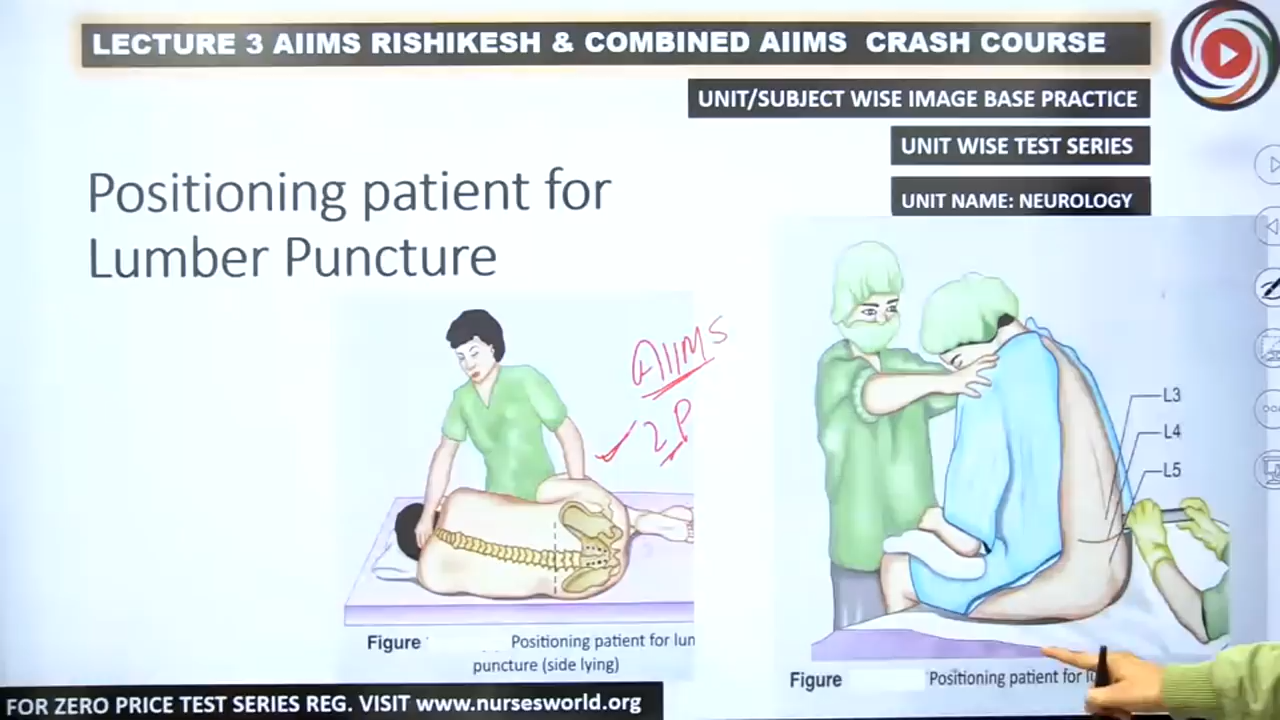 LECTURE 3 AIIMS RISHIKESH & COMBINED AIIMS CRASH COURSE
UNIT/SUBJECT WISE IMAGE BASE PRACTICE
UNIT WISE TEST SERIES
UNIT NAME: NEUROLOGY
Positioning patient for
Lumber Puncture
AIIMS
2 P
L3
L4
L5
Figure Positioning patient for lun
puncture (side lying)
Figure Positioning patient for
FOR ZERO PRICE TEST SERIES REG. VISIT www.nursesworld.org